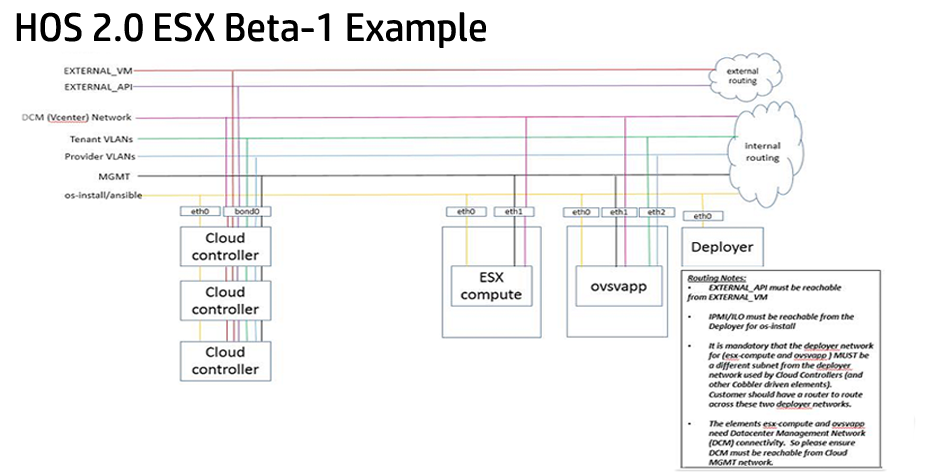 HOS 2.0 ESX Beta-1 Example
EXTERNAL_VM
EXTERNAL_API
external
routing
DCM (Vcenter) Network
Tenant VLANs
Provider VLANs
internal
routing
MGMT
os-install/ansible
eth0
bond0
eth0
eth1
eth0
eth1
eth2
eth0
Cloud
controller
Cloud
controller
Cloud
controller
ESX
compute
ovsvapp
Deployer
Routing Notes:
• EXTERNAL_API must be reachable
from EXTERNAL_VM
• IPMI/ILO must be reachable from the
Deployer for os-install
• It is mandatory that the deployer network
for (esx-compute and ovsvapp ) MUST be
a different subnet from the deployer
network used by Cloud Controllers (and
other Cobbler driven elements).
Customer should have a router to route
across these two deployer networks.
• The elements esx-compute and ovsvapp
need Datacenter Management Network
(DCM) connectivity. So please ensure
DCM must be reachable from Cloud
MGMT network.